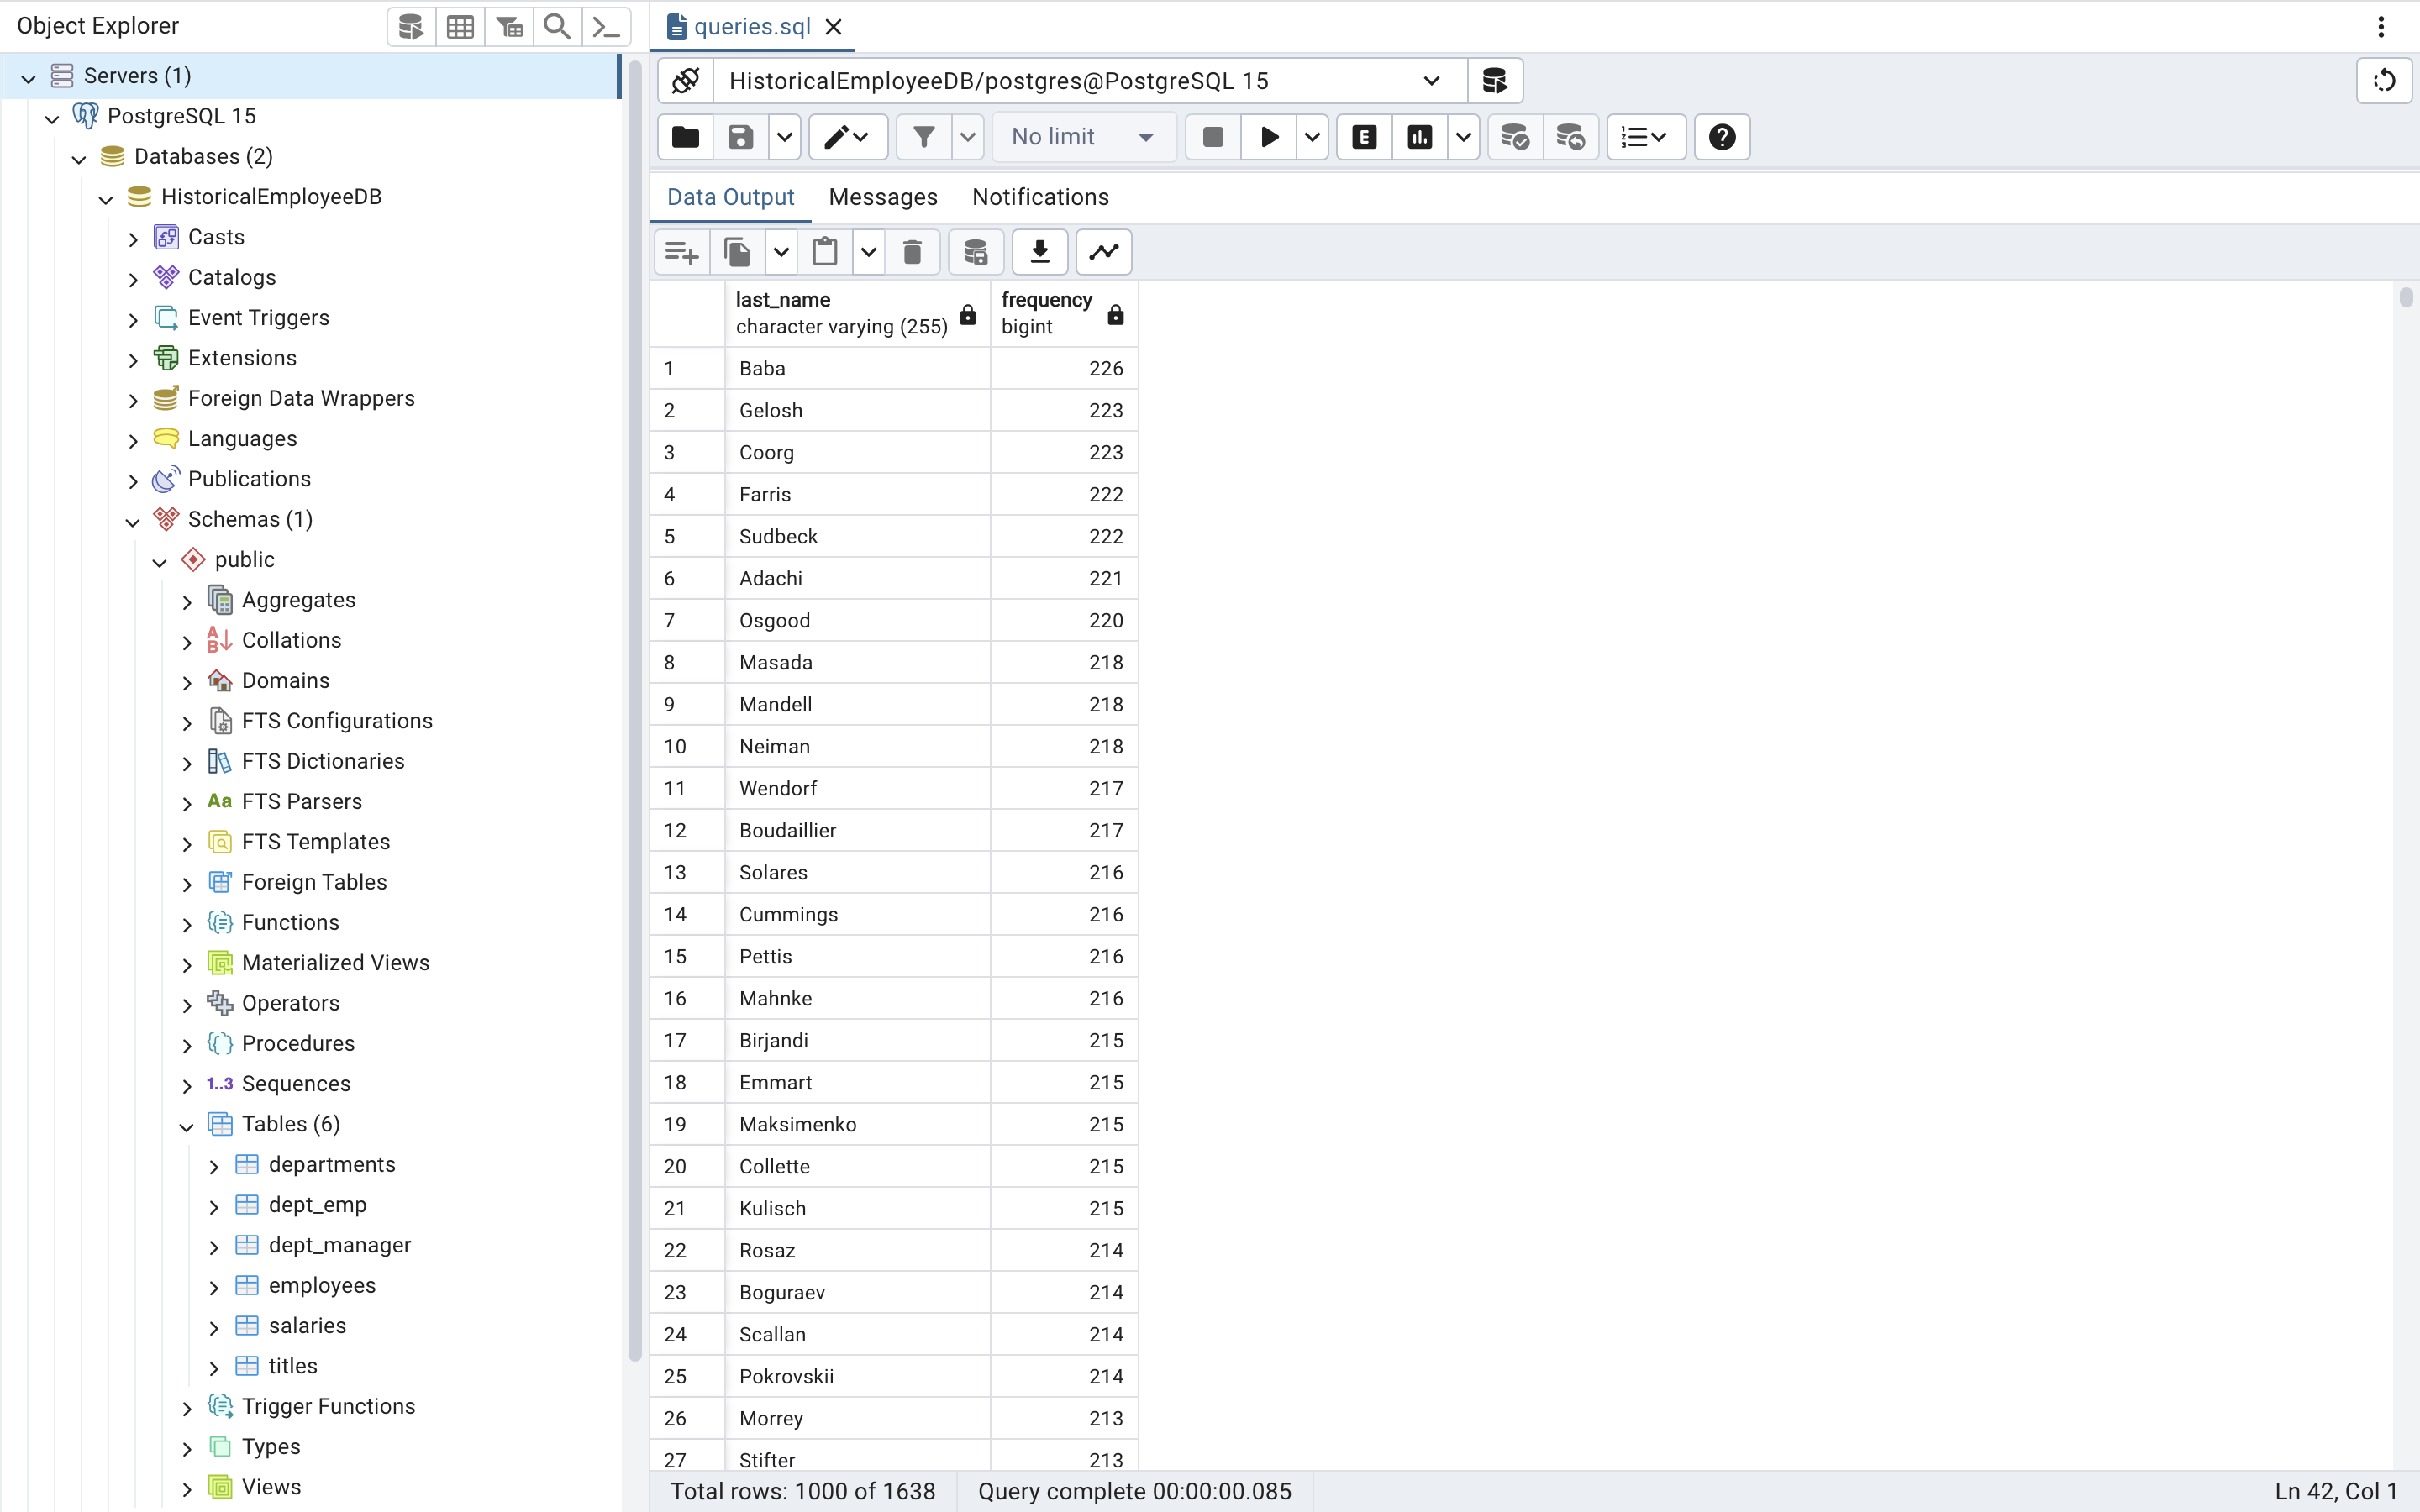 Object Explorer
Servers (1)
PostgreSQL 15
Databases (2)
HistoricalEmployeeDB
Casts
Catalogs
Event Triggers
Extensions
Foreign Data Wrappers
Languages
Publications
Schemas (1)
public
Aggregates
Collations
Domains
FTS Configurations
FTS Dictionaries
Aa FTS Parsers
FTS Templates
Foreign Tables
Functions
Materialized Views
Operators
Procedures
1..3 Sequences
Tables (6)
departments
dept_emp
dept_manager
employees
salaries
titles
Trigger Functions
Types
Views
queries.sql
HistoricalEmployeeDB/postgres@PostgreSQL 15
No limit
E
Data Output Messages Notifications
last_name frequency
character varying (255) bigint
1 Baba 226
2 Gelosh 223
3 Coorg 223
4 Farris 222
5 Sudbeck 222
6 Adachi 221
7 Osgood 220
8 Masada 218
9 Mandell 218
10 Neiman 218
11 Wendorf 217
12 Boudaillier 217
13 Solares 216
14 Cummings 216
15 Pettis 216
16 Mahnke 216
17 Birjandi 215
18 Emmart 215
19 Maksimenko 215
20 Collette 215
21 Kulisch 215
22 Rosaz 214
23 Boguraev 214
24 Scallan 214
25 Pokrovskii 214
26 Morrey 213
27 Stifter 213
Total rows: 1000 of 1638 Query complete 00:00:00.085 Ln 42, Col 1